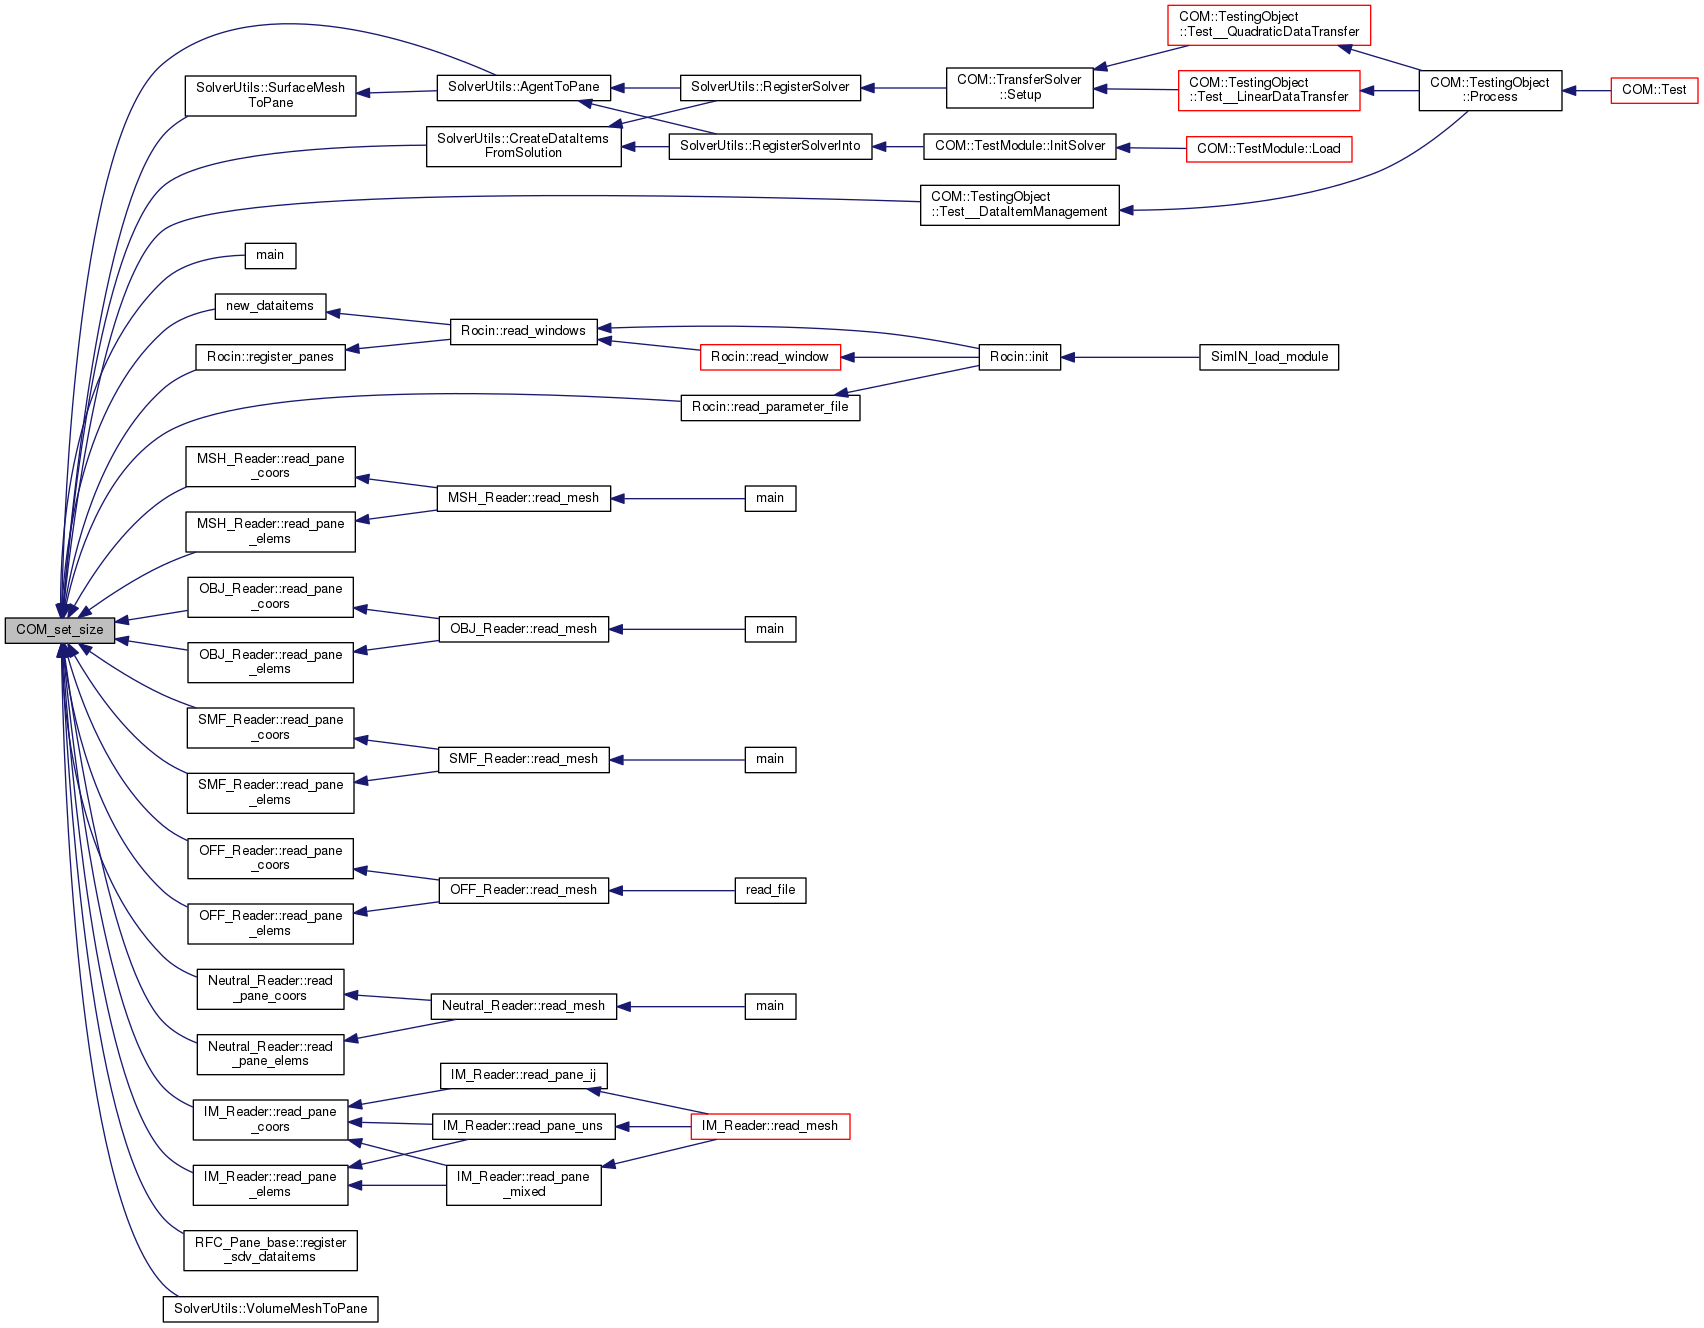 COM::TestingObject
::Test__QuadraticDataTransfer
SolverUtils::SurfaceMesh
ToPane
SolverUtils::AgentToPane
SolverUtils::RegisterSolver
COM::TransferSolver
::Setup
COM::TestingObject
::Test__LinearDataTransfer
COM::TestingObject
::Process
COM::Test
SolverUtils::CreateDataItems
FromSolution
SolverUtils::RegisterSolverInto
COM::TestModule::InitSolver
COM::TestModule::Load
COM::TestingObject
::Test__DataItemManagement
main
new_dataitems
Rocin::read_windows
Rocin::register_panes
Rocin::read_window
Rocin::init
SimIN_load_module
Rocin::read_parameter_file
MSH_Reader::read_pane
_coors
MSH_Reader::read_mesh
main
MSH_Reader::read_pane
_elems
OBJ_Reader::read_pane
_coors
COM_set_size
OBJ_Reader::read_mesh
main
OBJ_Reader::read_pane
_elems
SMF_Reader::read_pane
_coors
SMF_Reader::read_mesh
main
SMF_Reader::read_pane
_elems
OFF_Reader::read_pane
_coors
OFF_Reader::read_mesh
read_file
OFF_Reader::read_pane
_elems
Neutral_Reader::read
_pane_coors
Neutral_Reader::read_mesh
main
Neutral_Reader::read
_pane_elems
IM_Reader::read_pane_ij
IM_Reader::read_pane
_coors
IM_Reader::read_pane_uns
IM_Reader::read_mesh
IM_Reader::read_pane
_elems
IM_Reader::read_pane
_mixed
RFC_Pane_base::register
_sdv_dataitems
SolverUtils::VolumeMeshToPane